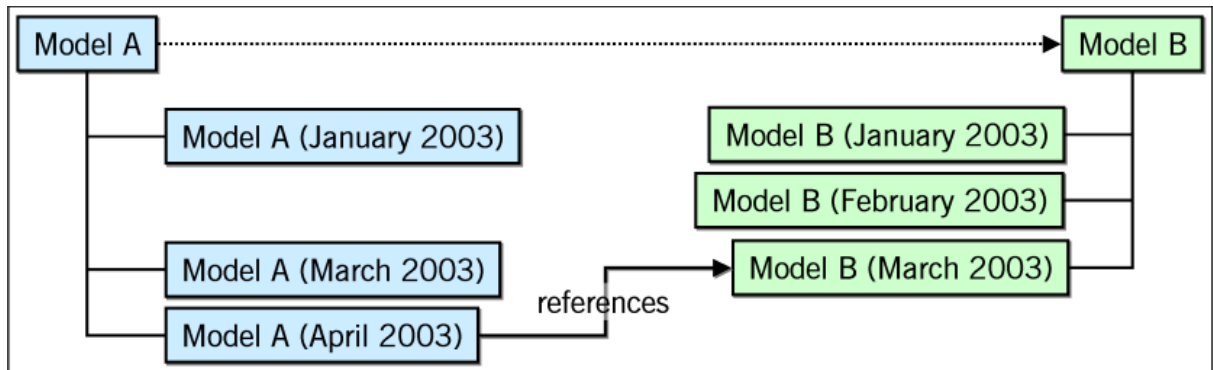 Model A
Model B
Model A (January 2003)
Model B (January 2003)
Model B (February 2003)
Model A (March 2003)
Model B (March 2003)
references
Model A (April 2003)